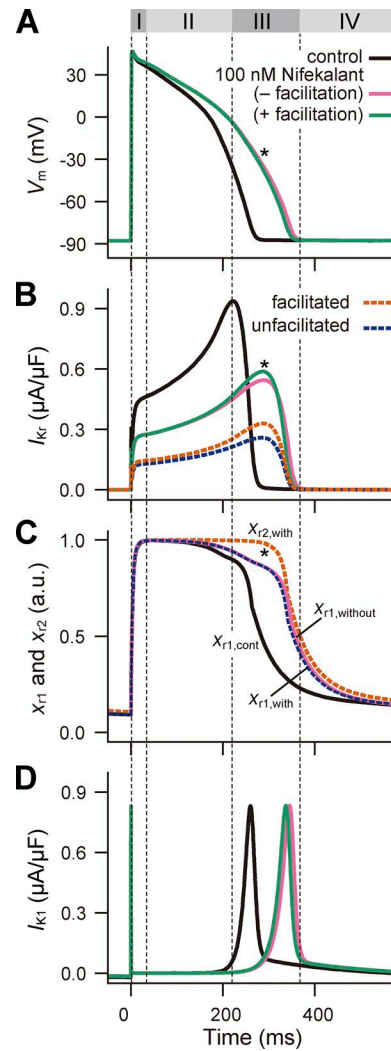 I II III IV
A
control
100 nM Nifekalant
(– facilitation)
(+ facilitation)
30
0
-30
-60
-90
Vm (mV)
*
B
facilitated
unfacilitated
0.9
0.6
0.3
0.0
IKr (µA/µF)
*
C
1.0
0.5
0.0
xr1 and xr2 (a.u.)
xr2,with
*
xr1,without
xr1,cont
xr1,with
D
0.9
0.6
0.3
0.0
IK1 (µA/µF)
0 200 400
Time (ms)